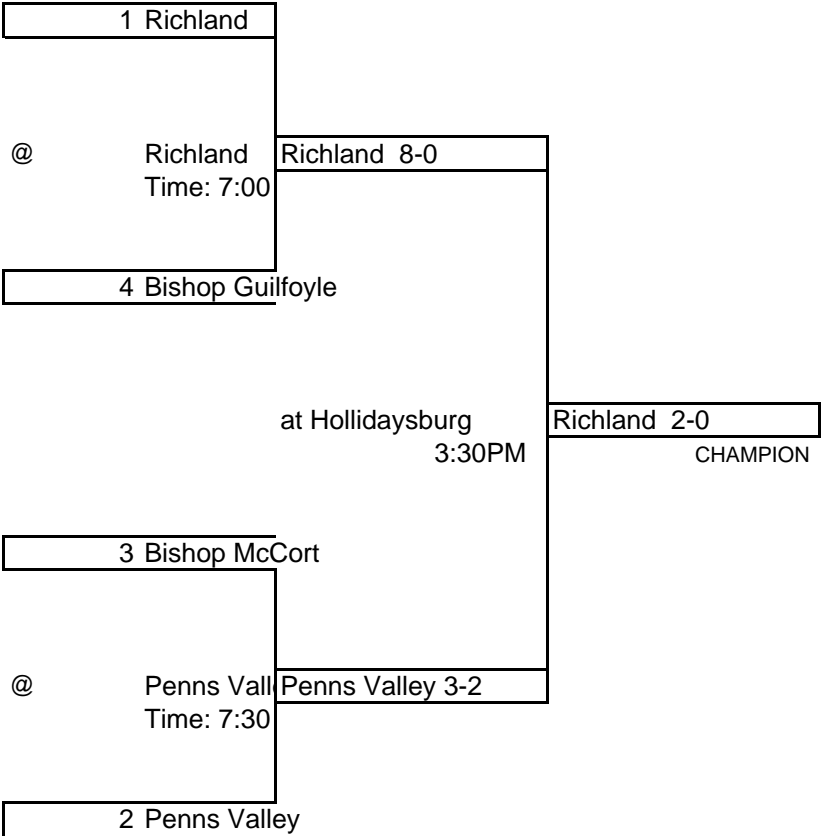 1 Richland
@ Richland Richland 8-0
Time: 7:00
4 Bishop Guilfoyle
at Hollidaysburg Richland 2-0
3:30PM CHAMPION
3 Bishop McCort
@ Penns Vall Penns Valley 3-2
Time: 7:30
2 Penns Valley